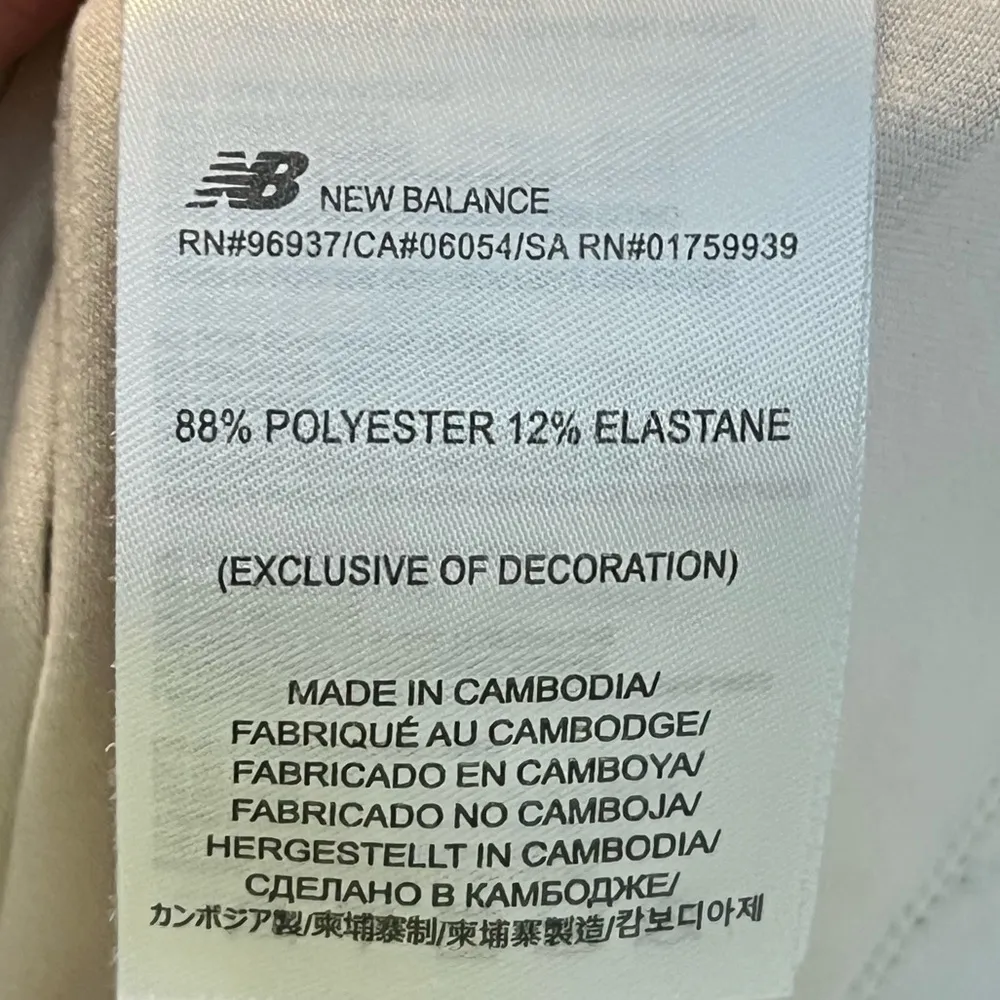 NB NEW BALANCE
RN#96937/CA#06054/SA RN#01759939
88% POLYESTER 12% ELASTANE
(EXCLUSIVE OF DECORATION)
MADE IN CAMBODIA/
FABRIQUÉ AU CAMBODGE/
FABRICADO EN CAMBOYA/
FABRICADO NO CAMBOJA/
HERGESTELLT IN CAMBODIA/
СДЕЛАНО В КАМБОДЖЕ/
カンボジア製/柬埔寨制/柬埔寨製造/캄보디아제